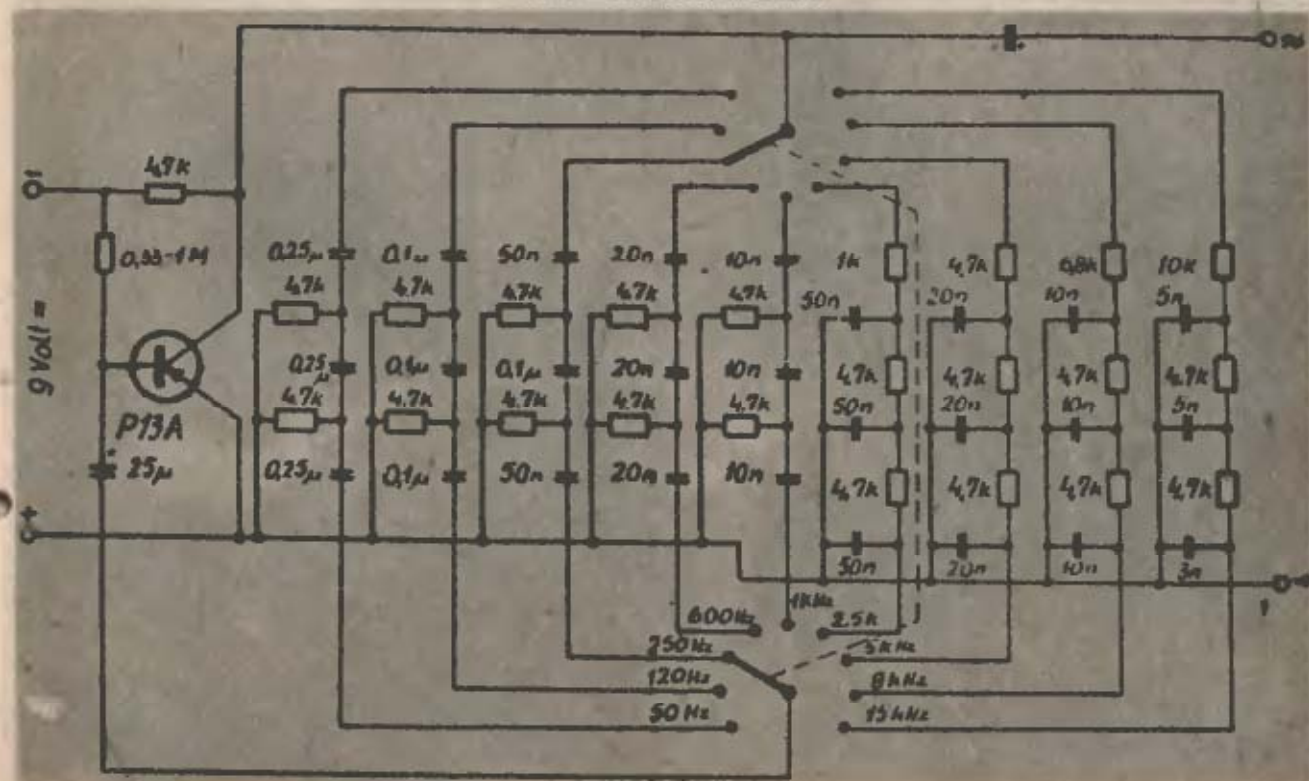 4,7k
0,33-1M
9 Volt =
P13A
25μ
+
0,25μ
0,1μ
50n
20n
10n
1k
4,7k
6,8k
10k
4,7k
4.7k
4.7k
4.7k
4.7k
50n
20n
10n
5n
0,25μ
0,1μ
0,1μ
20n
10n
4,7k
4,7k
4,7k
4.7k
4.7k
4.7k
4.7k
4.7k
4.7k
50n
20n
10n
5n
0,25μ
0,1μ
50n
20n
10n
4,7k
4,7k
4,7k
4,7k
50n
20n
10n
600Hz
1kHz
2.5k
250Hz
5kHz
120Hz
8kHz
50Hz
15kHz